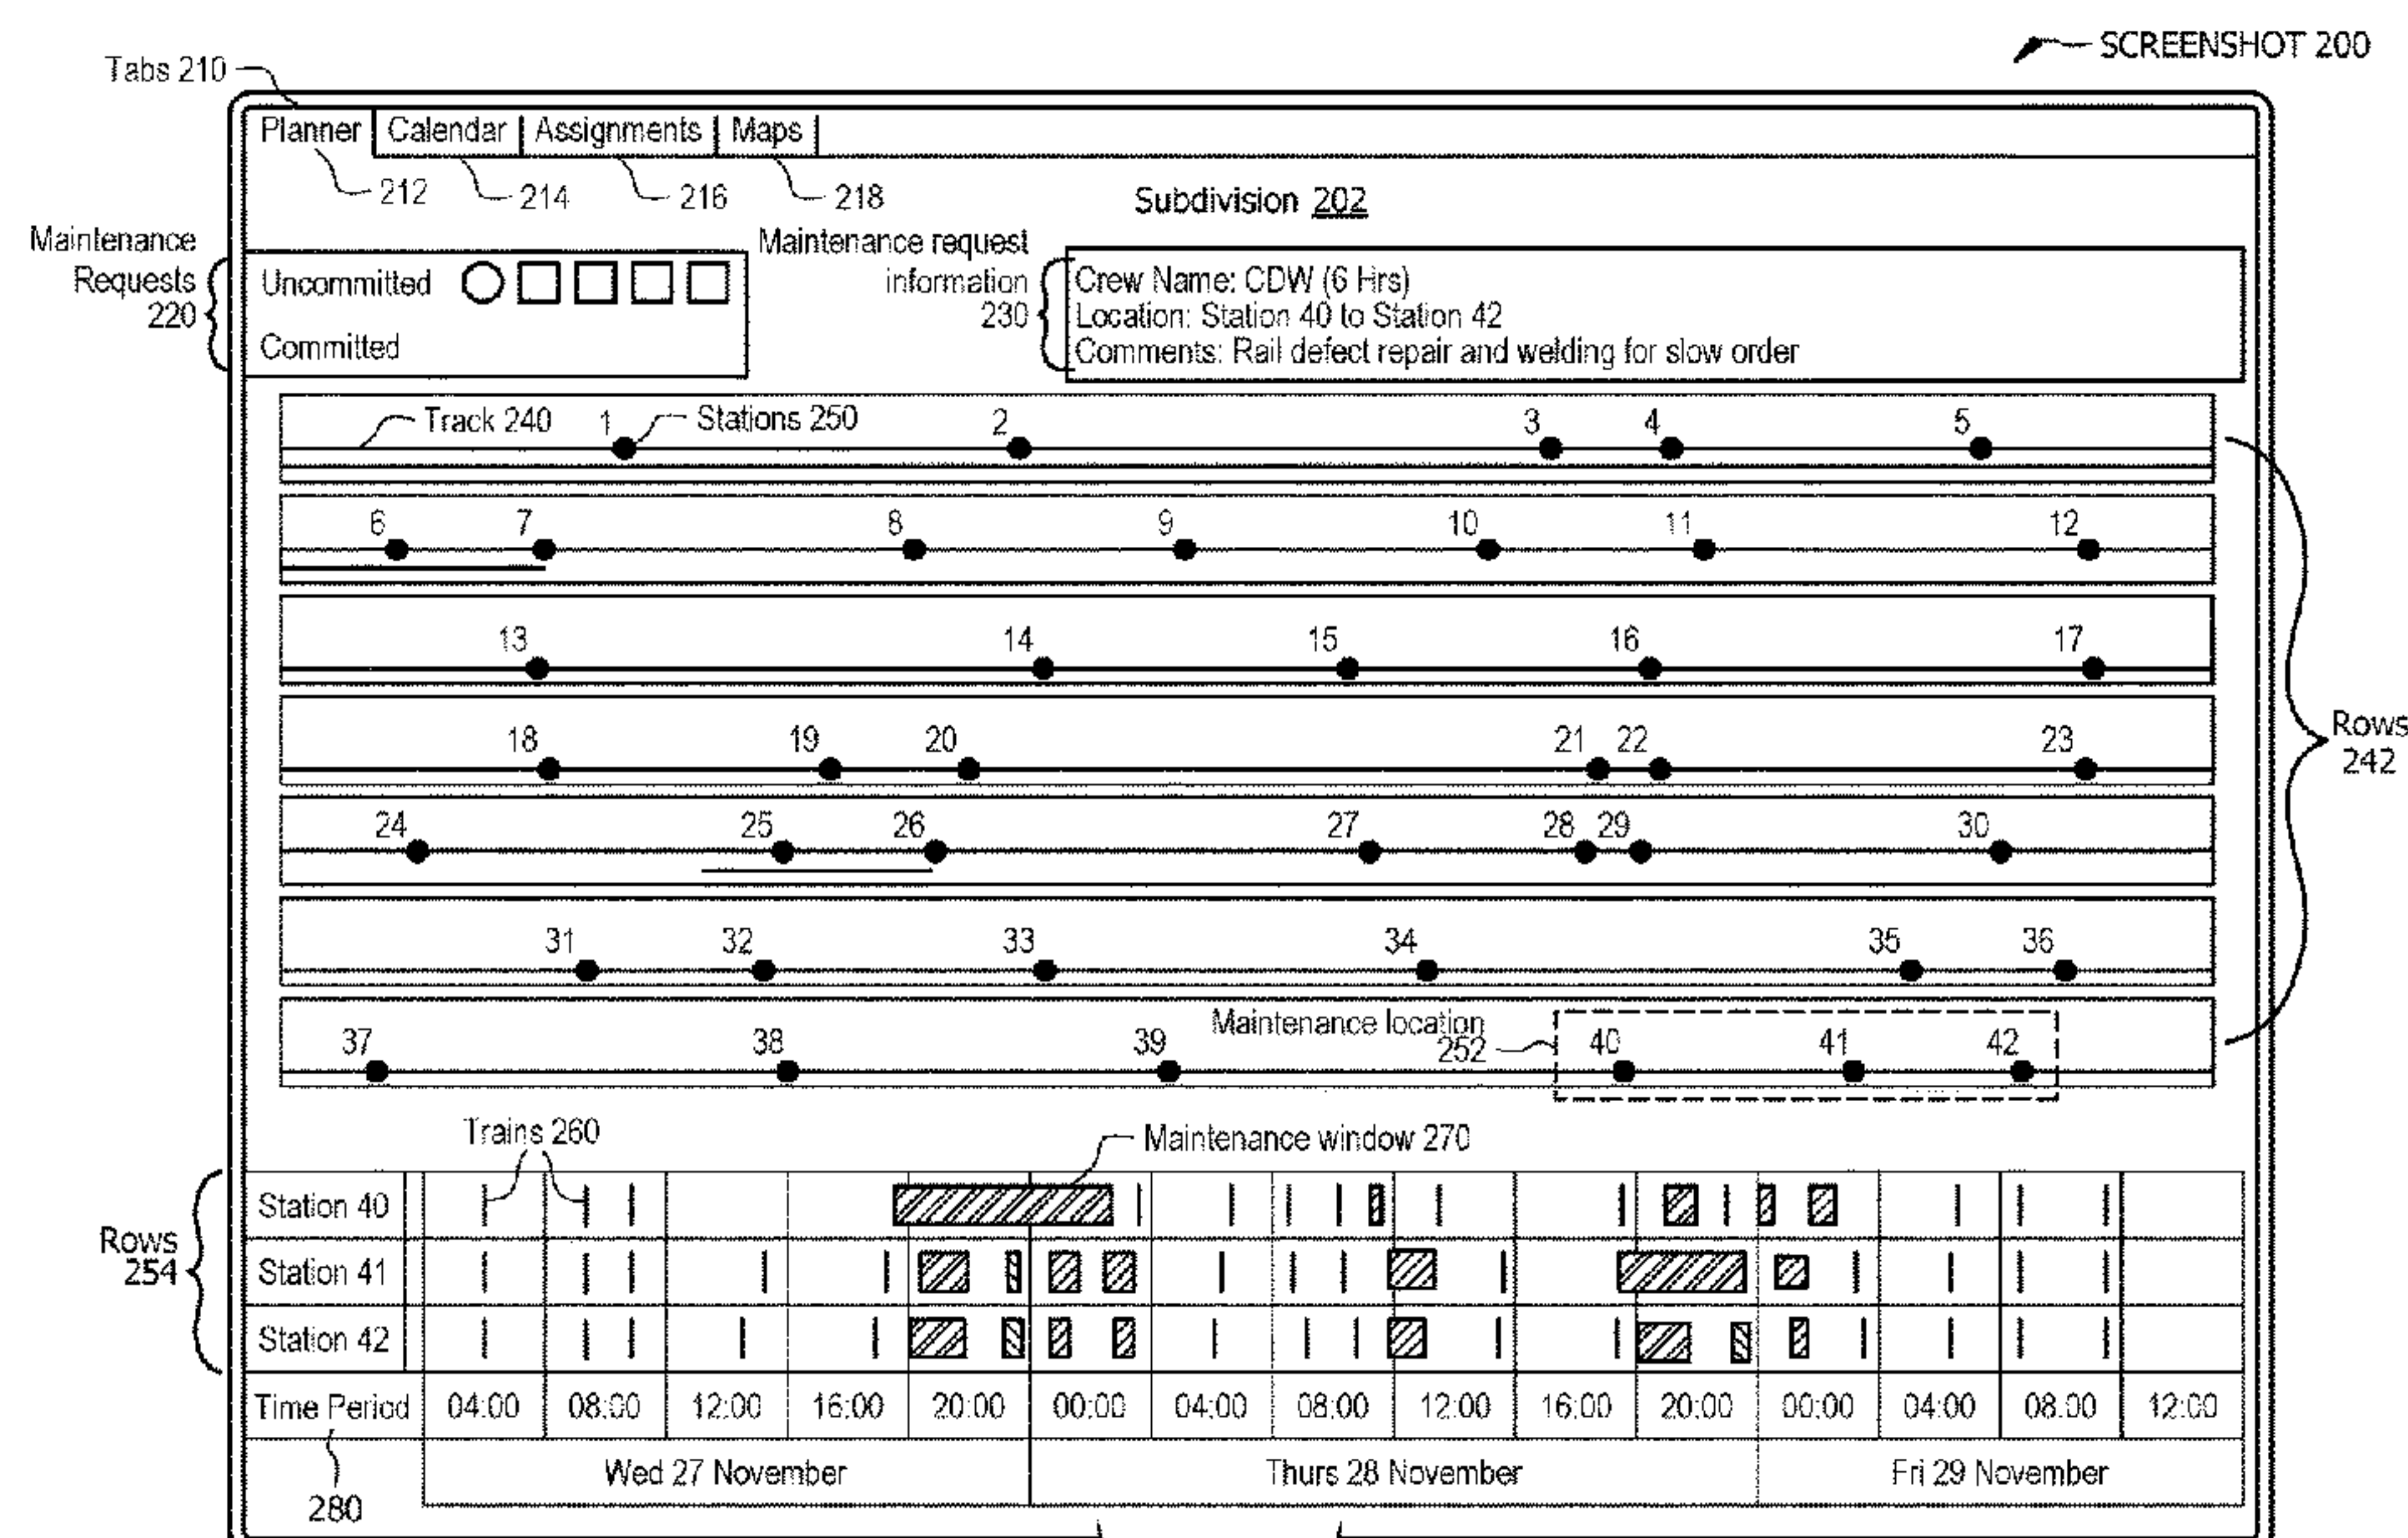 SCREENSHOT 200
Tabs 210
Planner Calendar Assignments Maps
212 214 216 218
Subdivision 202
Maintenance
Requests
220
Uncommitted
Committed
Maintenance request
information
230
Crew Name: CDW (6 Hrs)
Location: Station 40 to Station 42
Comments: Rail defect repair and welding for slow order
Track 240 1 Stations 250 2 3 4 5
6 7 8 9 10 11 12
13 14 15 16 17
18 19 20 21 22 23
24 25 26 27 28 29 30
31 32 33 34 35 36
Maintenance location
252
37 38 39 40 41 42
Rows
242
Trains 260
Maintenance window 270
Rows
254
Station 40
Station 41
Station 42
Time Period 04:00 08:00 12:00 16:00 20:00 00:00 04:00 08:00 12:00 16:00 20:00 00:00 04:00 08:00 12:00
Wed 27 November Thurs 28 November Fri 29 November
280